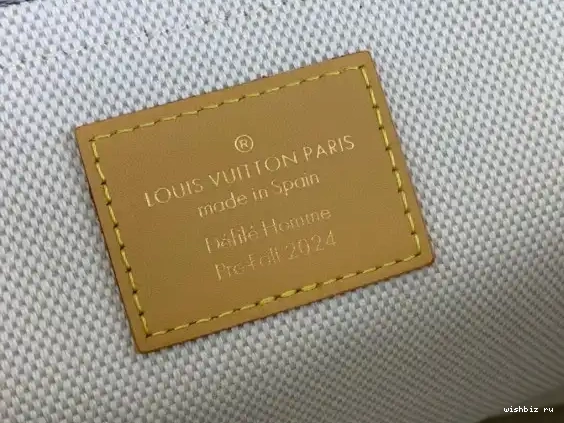 ®
LOUIS VUITTON PARIS
made in Spain
Défilé Homme
Pre-Fall 2024
wishbiz ru